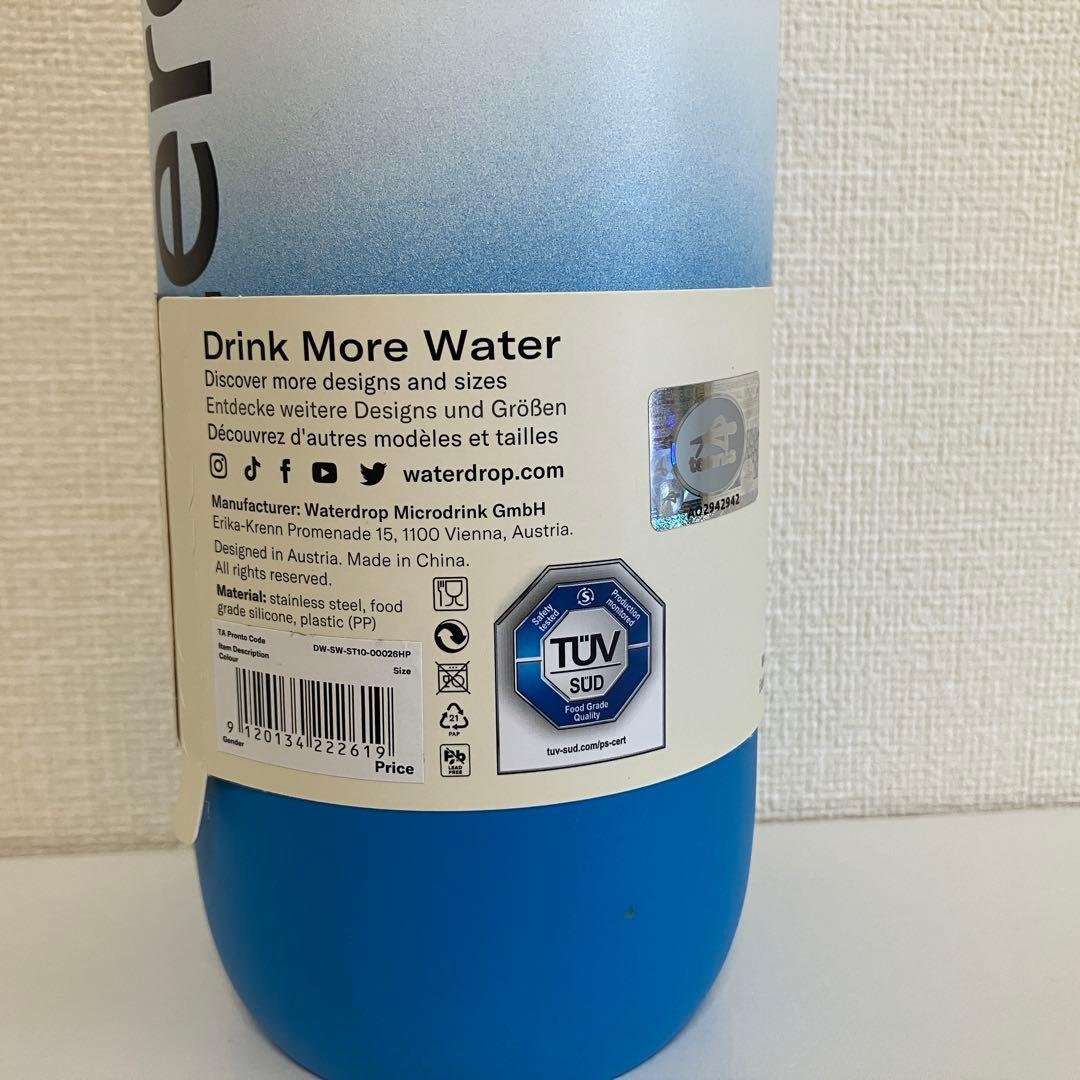 er
Drink More Water
Discover more designs and sizes
Entdecke weitere Designs und Größen
Découvrez d'autres modèles et tailles
waterdrop.com
Manufacturer: Waterdrop Microdrink GmbH
Erika-Krenn Promenade 15, 1100 Vienna, Austria.
Designed in Austria. Made in China.
All rights reserved.
Material: stainless steel, food
grade silicone, plastic (PP)
TA Pronto Code
Item Description DW-SW-ST10-00026HP
Colour Size
9 120134 222619
Gender Price
21
PAP
Pb
LEAD
FREE
Safety
tested
S
Production
monitored
TÜV
SÜD
Food Grade
Quality
tuv-sud.com/ps-cert
tennis
AO2942942